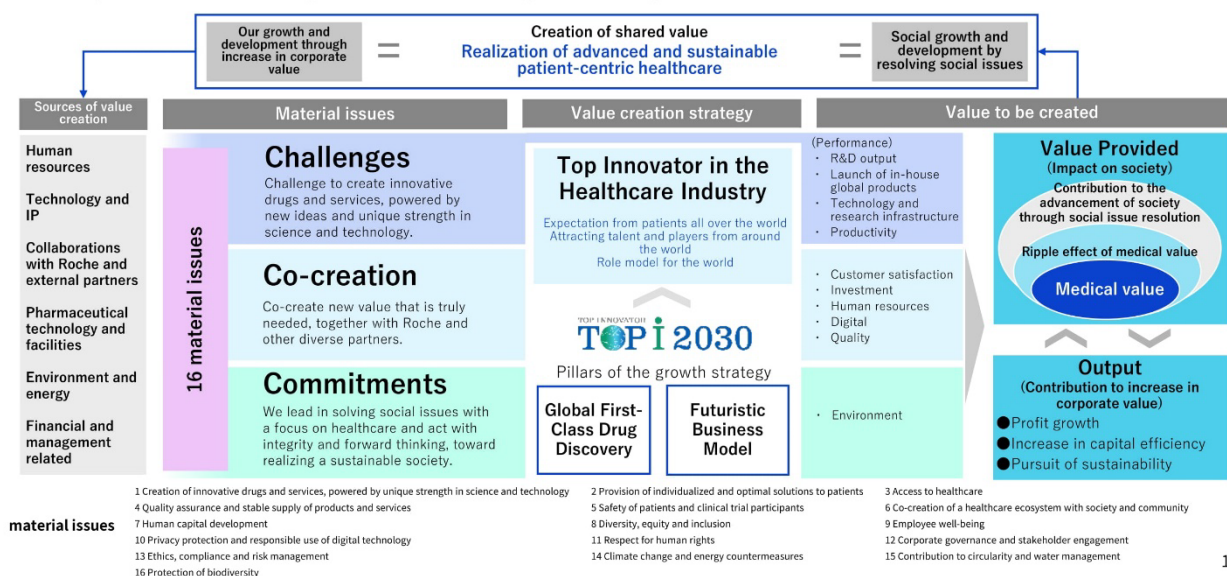 Our growth and
development through
increase in corporate
value
=
Creation of shared value
Realization of advanced and sustainable
patient-centric healthcare
=
Social growth and
development by
resolving social issues
Sources of value
creation
Material issues
Value creation strategy
Value to be created
Human
resources
Technology and
IP
Collaborations
with Roche and
external partners
Pharmaceutical
technology and
facilities
Environment and
energy
Financial and
management
related
16 material issues
Challenges
Challenge to create innovative
drugs and services, powered by
new ideas and unique strength in
science and technology.
Co-creation
Co-create new value that is truly
needed, together with Roche and
other diverse partners.
Commitments
We lead in solving social issues with
a focus on healthcare and act with
integrity and forward thinking, toward
realizing a sustainable society.
Top Innovator in the
Healthcare Industry
Expectation from patients all over the world
Attracting talent and players from around
the world
Role model for the world
TOP INNOVATOR
TOP i 2030
Pillars of the growth strategy
Global First-
Class Drug
Discovery
Futuristic
Business
Model
(Performance)
・ R&D output
・ Launch of in-house
global products
・ Technology and
research infrastructure
・ Productivity
・ Customer satisfaction
・ Investment
・ Human resources
・ Digital
・ Quality
・ Environment
Value Provided
(Impact on society)
Contribution to the
advancement of society
through social issue resolution
Ripple effect of medical value
Medical value
Output
(Contribution to increase in
corporate value)
●Profit growth
●Increase in capital efficiency
●Pursuit of sustainability
material issues
1 Creation of innovative drugs and services, powered by unique strength in science and technology
2 Provision of individualized and optimal solutions to patients
3 Access to healthcare
4 Quality assurance and stable supply of products and services
5 Safety of patients and clinical trial participants
6 Co-creation of a healthcare ecosystem with society and community
7 Human capital development
8 Diversity, equity and inclusion
9 Employee well-being
10 Privacy protection and responsible use of digital technology
11 Respect for human rights
12 Corporate governance and stakeholder engagement
13 Ethics, compliance and risk management
14 Climate change and energy countermeasures
15 Contribution to circularity and water management
16 Protection of biodiversity
1